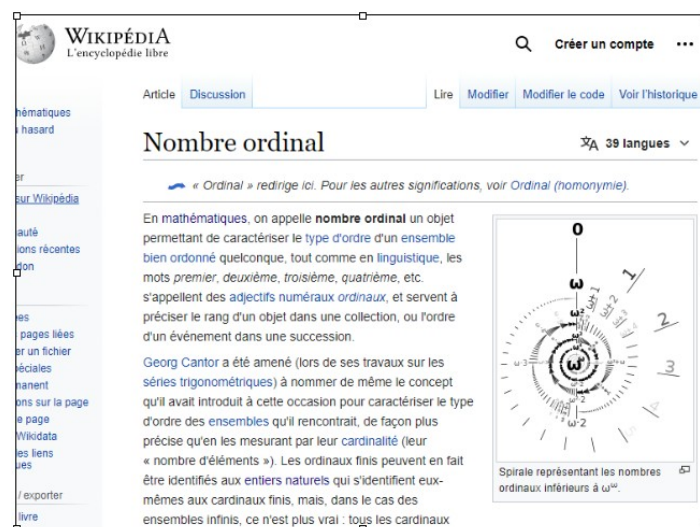 WIKIPÉDIA
L'encyclopédie libre
Créer un compte
Article Discussion
Lire Modifier Modifier le code Voir l'historique
Nombre ordinal
39 langues
« Ordinal » redirige ici. Pour les autres significations, voir Ordinal (homonymie).
En mathématiques, on appelle nombre ordinal un objet
permettant de caractériser le type d'ordre d'un ensemble
bien ordonné quelconque, tout comme en linguistique, les
mots premier, deuxième, troisième, quatrième, etc.
s'appellent des adjectifs numéraux ordinaux, et servent à
préciser le rang d'un objet dans une collection, ou l'ordre
d'un événement dans une succession.
Georg Cantor a été amené (lors de ses travaux sur les
séries trigonométriques) à nommer de même le concept
qu'il avait introduit à cette occasion pour caractériser le type
d'ordre des ensembles qu'il rencontrait, de façon plus
précise qu'en les mesurant par leur cardinalité (leur
« nombre d'éléments »). Les ordinaux finis peuvent en fait
être identifiés aux entiers naturels qui s'identifient eux-
mêmes aux cardinaux finis, mais, dans le cas des
ensembles infinis, ce n'est plus vrai : tous les cardinaux
0
ω
1
2
3
4
ω+1
ω+2
ω²
ω·3
ω·2
Spirale représentant les nombres
ordinaux inférieurs à ω^ω.
hématiques
hasard
er
sur Wikipédia
auté
ions récentes
don
pages liées
er un fichier
péciales
manent
ons sur la page
e page
Wikidata
es liens
ues
/ exporter
livre